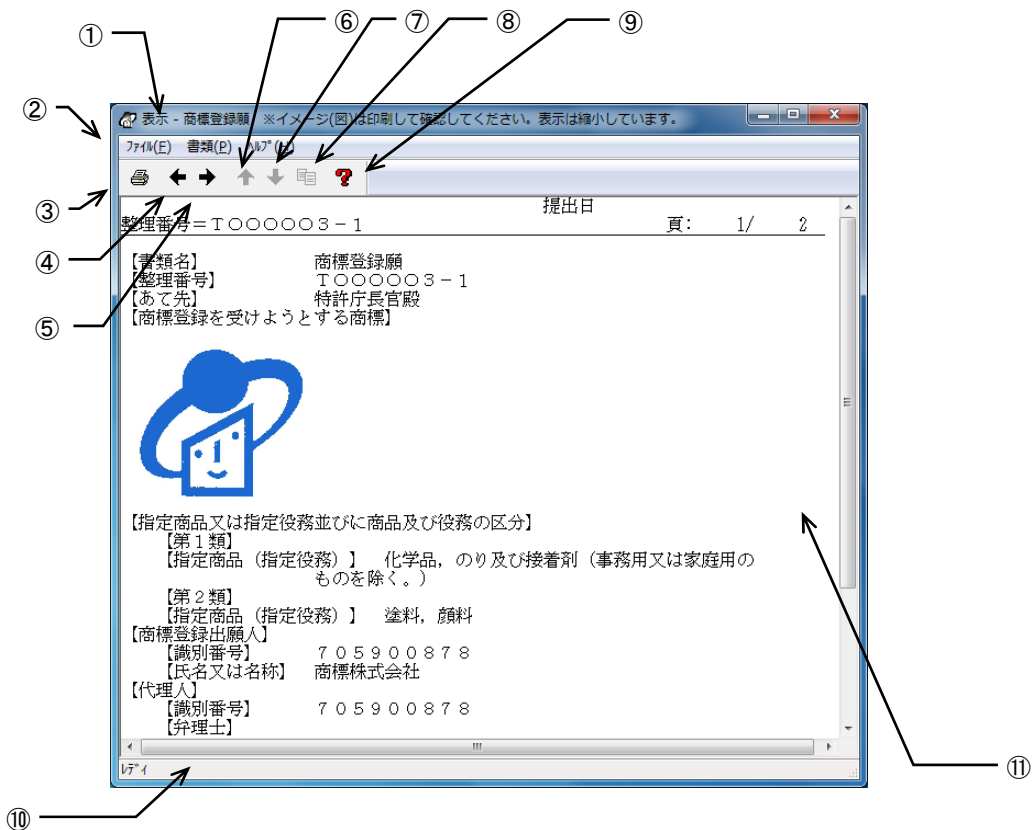 ①
⑥
⑦
⑧
⑨
②
表示 - 商標登録願 ※イメージ(図)は印刷して確認してください。表示は縮小しています。
ﾌｧｲﾙ(F) 書類(P) ﾍﾙﾌﾟ(H)
③
提出日
整理番号＝Ｔ０００００３－１ 頁： 1/ 2
④
【書類名】 商標登録願
【整理番号】 Ｔ０００００３－１
【あて先】 特許庁長官殿
⑤
【商標登録を受けようとする商標】
【指定商品又は指定役務並びに商品及び役務の区分】
【第１類】
【指定商品（指定役務）】 化学品，のり及び接着剤（事務用又は家庭用の
ものを除く。）
【第２類】
【指定商品（指定役務）】 塗料，顔料
【商標登録出願人】
【識別番号】 ７０５９００８７８
【氏名又は名称】 商標株式会社
【代理人】
【識別番号】 ７０５９００８７８
【弁理士】
ﾚﾃﾞｨ
⑪
⑩